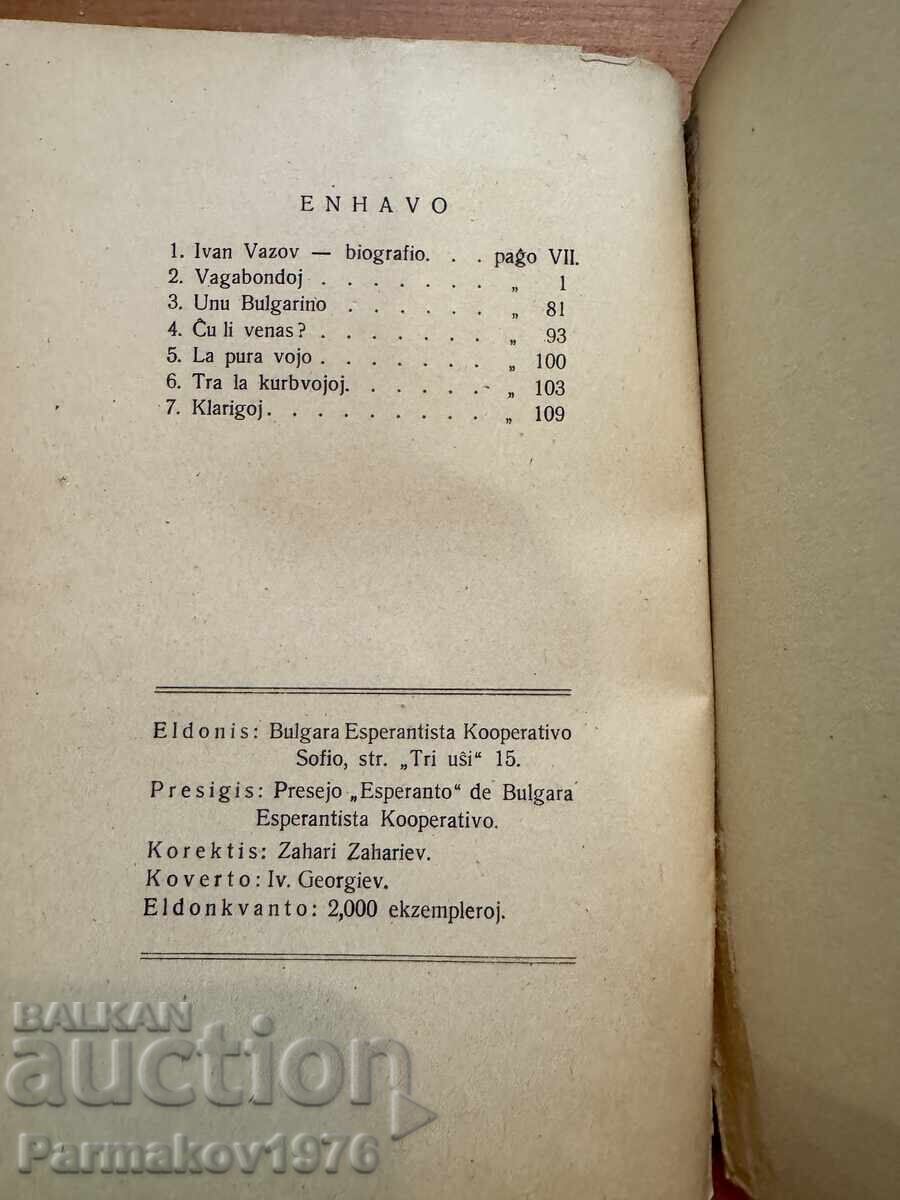 ENHAVO
1. Ivan Vazov — biografio. . . paĝo VII.
2. Vagabondoj . . . . . . . „ 1
3. Unu Bulgarino . . . . . . „ 81
4. Ĉu li venas? . . . . . . . „ 93
5. La pura vojo . . . . . . . „ 100
6. Tra la kurbvojoj. . . . . . „ 103
7. Klarigoj. . . . . . . . . . „ 109
Eldonis: Bulgara Esperantista Kooperativo
Sofio, str. „Tri uŝi“ 15.
Presigis: Presejo „Esperanto“ de Bulgara
Esperantista Kooperativo.
Korektis: Zahari Zahariev.
Koverto: Iv. Georgiev.
Eldonkvanto: 2,000 ekzempleroj.
BALKAN
auction
Parmakov1976